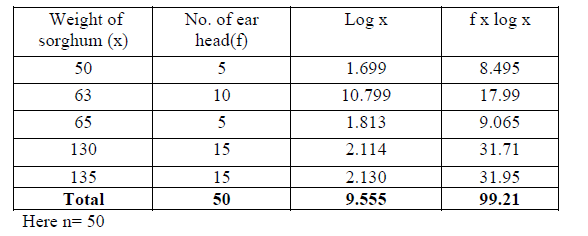 Weight of sorghum (x) | No. of ear head(f) | Log x | f x log x
50 | 5 | 1.699 | 8.495
63 | 10 | 10.799 | 17.99
65 | 5 | 1.813 | 9.065
130 | 15 | 2.114 | 31.71
135 | 15 | 2.130 | 31.95
Total | 50 | 9.555 | 99.21
Here n= 50